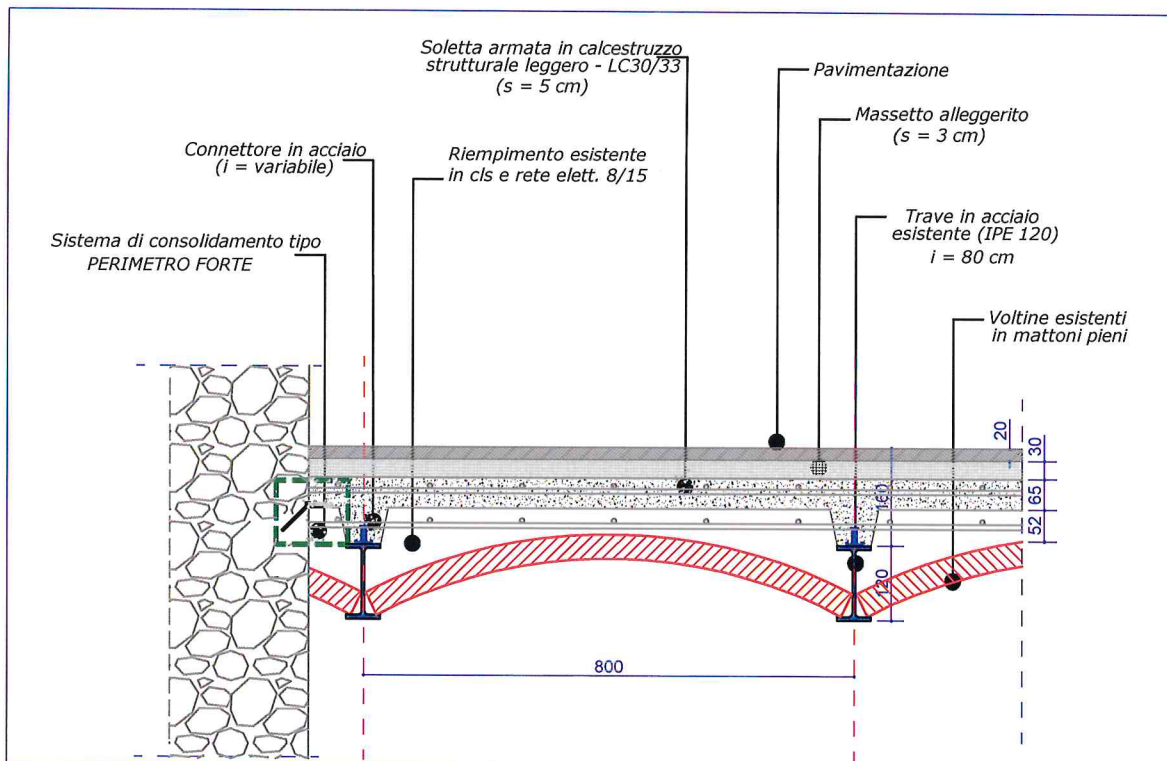 Soletta armata in calcestruzzo
strutturale leggero - LC30/33
(s = 5 cm)
Pavimentazione
Massetto alleggerito
(s = 3 cm)
Connettore in acciaio
(i = variabile)
Riempimento esistente
in cls e rete elett. 8/15
Sistema di consolidamento tipo
PERIMETRO FORTE
Trave in acciaio
esistente (IPE 120)
i = 80 cm
Voltine esistenti
in mattoni pieni
20
30
65
52
160
120
800